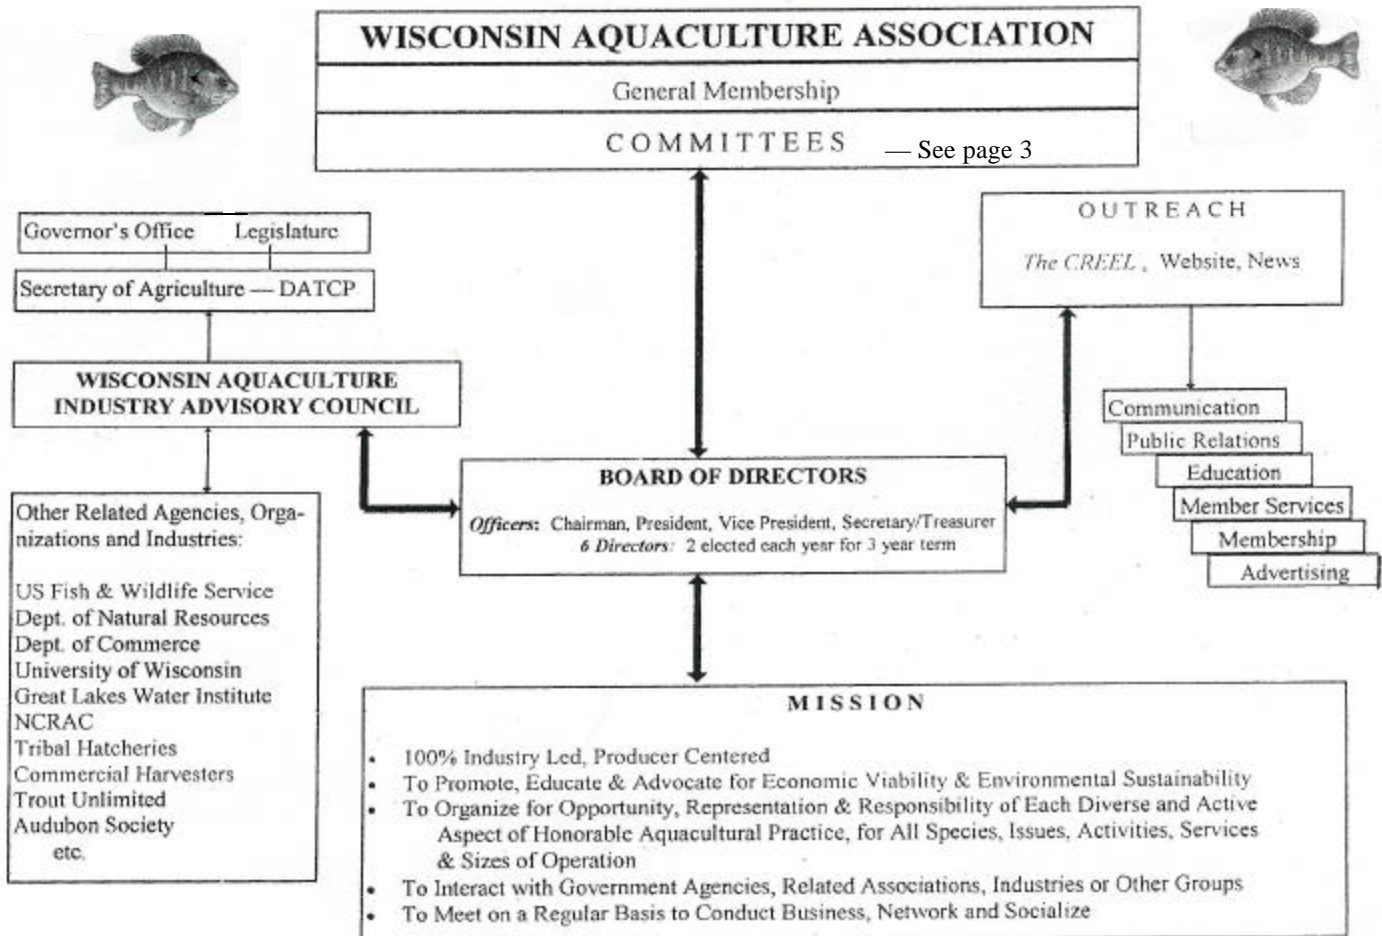 WISCONSIN AQUACULTURE ASSOCIATION
General Membership
COMMITTEES — See page 3
Governor's Office Legislature
Secretary of Agriculture — DATCP
WISCONSIN AQUACULTURE
INDUSTRY ADVISORY COUNCIL
Other Related Agencies, Orga-
nizations and Industries:
US Fish & Wildlife Service
Dept. of Natural Resources
Dept. of Commerce
University of Wisconsin
Great Lakes Water Institute
NCRAC
Tribal Hatcheries
Commercial Harvesters
Trout Unlimited
Audubon Society
etc.
OUTREACH
The CREEL, Website, News
Communication
Public Relations
Education
Member Services
Membership
Advertising
BOARD OF DIRECTORS
Officers: Chairman, President, Vice President, Secretary/Treasurer
6 Directors: 2 elected each year for 3 year term
MISSION
• 100% Industry Led, Producer Centered
• To Promote, Educate & Advocate for Economic Viability & Environmental Sustainability
• To Organize for Opportunity, Representation & Responsibility of Each Diverse and Active
Aspect of Honorable Aquacultural Practice, for All Species, Issues, Activities, Services
& Sizes of Operation
• To Interact with Government Agencies, Related Associations, Industries or Other Groups
• To Meet on a Regular Basis to Conduct Business, Network and Socialize